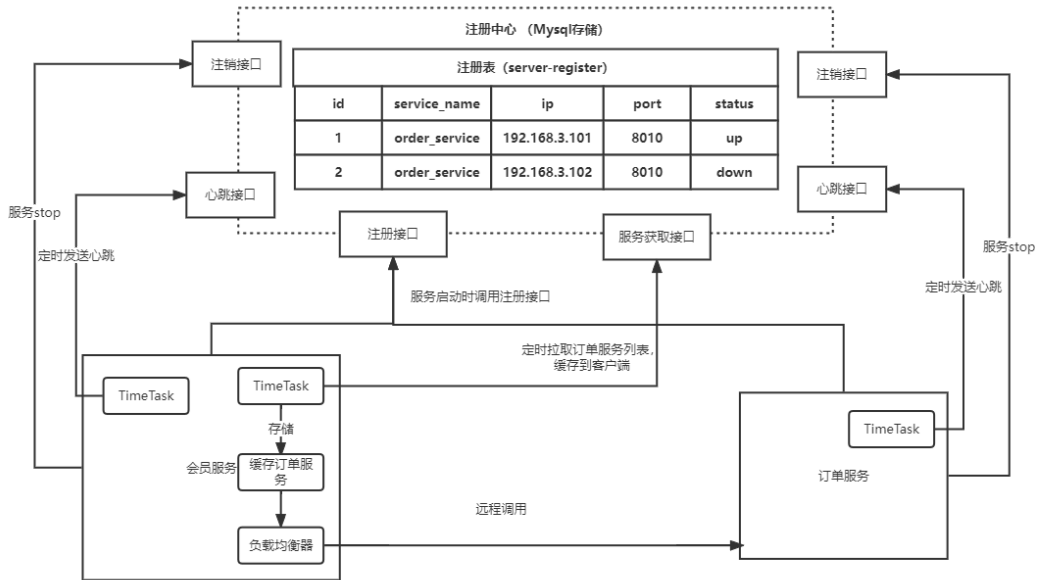 注册中心 （Mysql存储）
注销接口
注册表（server-register）
注销接口
id service_name ip port status
1 order_service 192.168.3.101 8010 up
2 order_service 192.168.3.102 8010 down
心跳接口
心跳接口
服务stop
注册接口
服务获取接口
服务stop
定时发送心跳
定时发送心跳
服务启动时调用注册接口
定时拉取订单服务列表，
缓存到客户端
TimeTask
TimeTask
TimeTask
存储
会员服务
缓存订单服
务
订单服务
远程调用
负载均衡器